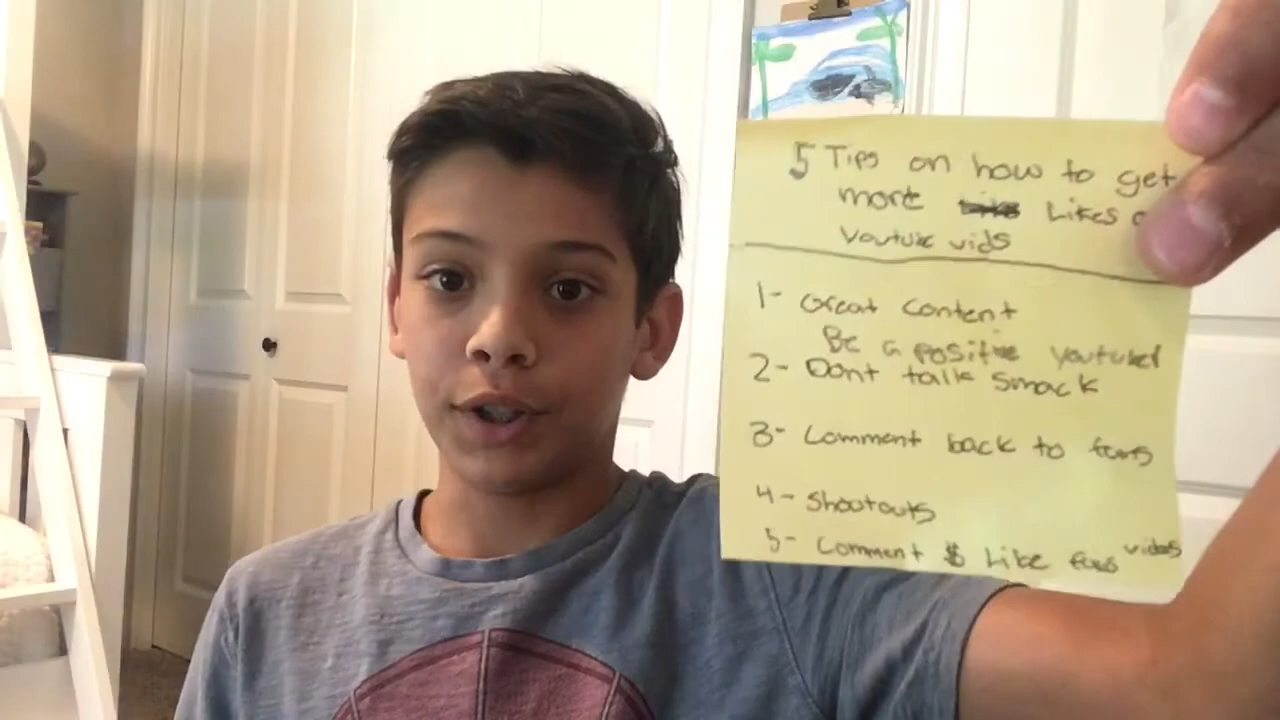 5 Tips on how to get
more Likes
Youtube vids
1- Great content
Be a positive youtuber
2- Dont talk smack
3- Comment back to fans
4- Shoutouts
5- Comment $ Like fans videos